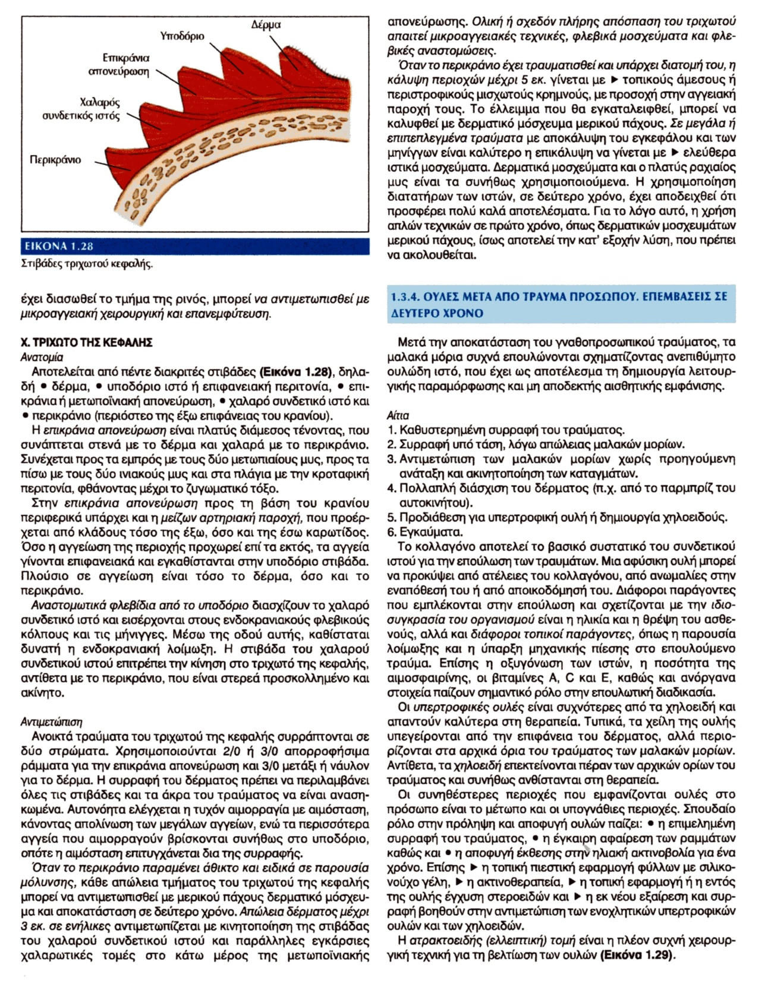 Δέρμα
Υποδόριο
Επικράνια
απονεύρωση
Χαλαρός
συνδετικός ιστός
Περικράνιο
ΕΙΚΟΝΑ 1.28
Στιβάδες τριχωτού κεφαλής.
έχει διασωθεί το τμήμα της ρινός, μπορεί να αντιμετωπισθεί με
μικροαγγειακή χειρουργική και επανεμφύτευση.
Χ. ΤΡΙΧΩΤΟ ΤΗΣ ΚΕΦΑΛΗΣ
Ανατομία
Αποτελείται από πέντε διακριτές στιβάδες (Εικόνα 1.28), δηλα-
δή • δέρμα, • υποδόριο ιστό ή επιφανειακή περιτονία, • επι-
κράνια ή μετωποϊνιακή απονεύρωση, • χαλαρό συνδετικό ιστό και
• περικράνιο (περιόστεο της έξω επιφάνειας του κρανίου).
Η επικράνια απονεύρωση είναι πλατύς διάμεσος τένοντας, που
συνάπτεται στενά με το δέρμα και χαλαρά με το περικράνιο.
Συνέχεται προς τα εμπρός με τους δύο μετωπιαίους μυς, προς τα
πίσω με τους δύο ινιακούς μυς και στα πλάγια με την κροταφική
περιτονία, φθάνοντας μέχρι το ζυγωματικό τόξο.
Στην επικράνια απονεύρωση προς τη βάση του κρανίου
περιφερικά υπάρχει και η μείζων αρτηριακή παροχή, που προέρ-
χεται από κλάδους τόσο της έξω, όσο και της έσω καρωτίδος.
Όσο η αγγείωση της περιοχής προχωρεί επί τα εκτός, τα αγγεία
γίνονται επιφανειακά και εγκαθίστανται στην υποδόριο στιβάδα.
Πλούσιο σε αγγείωση είναι τόσο το δέρμα, όσο και το
περικράνιο.
Αναστομωτικά φλεβίδια από το υποδόριο διασχίζουν το χαλαρό
συνδετικό ιστό και εισέρχονται στους ενδοκρανιακούς φλεβικούς
κόλπους και τις μήνιγγες. Μέσω της οδού αυτής, καθίσταται
δυνατή η ενδοκρανιακή λοίμωξη. Η στιβάδα του χαλαρού
συνδετικού ιστού επιτρέπει την κίνηση στο τριχωτό της κεφαλής,
αντίθετα με το περικράνιο, που είναι στερεά προσκολλημένο και
ακίνητο.
Αντιμετώπιση
Ανοικτά τραύματα του τριχωτού της κεφαλής συρράπτονται σε
δύο στρώματα. Χρησιμοποιούνται 2/0 ή 3/0 απορροφήσιμα
ράμματα για την επικράνια απονεύρωση και 3/0 μετάξι ή νάυλον
για το δέρμα. Η συρραφή του δέρματος πρέπει να περιλαμβάνει
όλες τις στιβάδες και τα άκρα του τραύματος να είναι αναση-
κωμένα. Αυτονόητα ελέγχεται η τυχόν αιμορραγία με αιμόσταση,
κάνοντας απολίνωση των μεγάλων αγγείων, ενώ τα περισσότερα
αγγεία που αιμορραγούν βρίσκονται συνήθως στο υποδόριο,
οπότε η αιμόσταση επιτυγχάνεται δια της συρραφής.
Όταν το περικράνιο παραμένει άθικτο και ειδικά σε παρουσία
μόλυνσης, κάθε απώλεια τμήματος του τριχωτού της κεφαλής
μπορεί να αντιμετωπισθεί με μερικού πάχους δερματικό μόσχευ-
μα και αποκατάσταση σε δεύτερο χρόνο. Απώλεια δέρματος μέχρι
3 εκ. σε ενήλικες αντιμετωπίζεται με κινητοποίηση της στιβάδας
του χαλαρού συνδετικού ιστού και παράλληλες εγκάρσιες
χαλαρωτικές τομές στο κάτω μέρος της μετωποϊνιακής
απονεύρωσης. Ολική ή σχεδόν πλήρης απόσπαση του τριχωτού
απαιτεί μικροαγγειακές τεχνικές, φλεβικά μοσχεύματα και φλε-
βικές αναστομώσεις.
Όταν το περικράνιο έχει τραυματισθεί και υπάρχει διατομή του, η
κάλυψη περιοχών μέχρι 5 εκ. γίνεται με ► τοπικούς άμεσους ή
περιστροφικούς μισχωτούς κρημνούς, με προσοχή στην αγγειακή
παροχή τους. Το έλλειμμα που θα εγκαταλειφθεί, μπορεί να
καλυφθεί με δερματικό μόσχευμα μερικού πάχους. Σε μεγάλα ή
επιπεπλεγμένα τραύματα με αποκάλυψη του εγκεφάλου και των
μηνίγγων είναι καλύτερο η επικάλυψη να γίνεται με ► ελεύθερα
ιστικά μοσχεύματα. Δερματικά μοσχεύματα και ο πλατύς ραχιαίος
μυς είναι τα συνήθως χρησιμοποιούμενα. Η χρησιμοποίηση
διατατήρων των ιστών, σε δεύτερο χρόνο, έχει αποδειχθεί ότι
προσφέρει πολύ καλά αποτελέσματα. Για το λόγο αυτό, η χρήση
απλών τεχνικών σε πρώτο χρόνο, όπως δερματικών μοσχευμάτων
μερικού πάχους, ίσως αποτελεί την κατ' εξοχήν λύση, που πρέπει
να ακολουθείται.
1.3.4. ΟΥΛΕΣ ΜΕΤΑ ΑΠΟ ΤΡΑΥΜΑ ΠΡΟΣΩΠΟΥ. ΕΠΕΜΒΑΣΕΙΣ ΣΕ
ΔΕΥΤΕΡΟ ΧΡΟΝΟ
Μετά την αποκατάσταση του γναθοπροσωπικού τραύματος, τα
μαλακά μόρια συχνά επουλώνονται σχηματίζοντας ανεπιθύμητο
ουλώδη ιστό, που έχει ως αποτέλεσμα τη δημιουργία λειτουρ-
γικής παραμόρφωσης και μη αποδεκτής αισθητικής εμφάνισης.
Αίτια
1. Καθυστερημένη συρραφή του τραύματος.
2. Συρραφή υπό τάση, λόγω απώλειας μαλακών μορίων.
3. Αντιμετώπιση των μαλακών μορίων χωρίς προηγούμενη
ανάταξη και ακινητοποίηση των καταγμάτων.
4. Πολλαπλή διάσχιση του δέρματος (π.χ. από το παρμπρίζ του
αυτοκινήτου).
5. Προδιάθεση για υπερτροφική ουλή ή δημιουργία χηλοειδούς.
6. Εγκαύματα.
Το κολλαγόνο αποτελεί το βασικό συστατικό του συνδετικού
ιστού για την επούλωση των τραυμάτων. Μια αφύσικη ουλή μπορεί
να προκύψει από ατέλειες του κολλαγόνου, από ανωμαλίες στην
εναπόθεσή του ή από αποικοδόμησή του. Διάφοροι παράγοντες
που εμπλέκονται στην επούλωση και σχετίζονται με την ιδιο-
συγκρασία του οργανισμού είναι η ηλικία και η θρέψη του ασθε-
νούς, αλλά και διάφοροι τοπικοί παράγοντες, όπως η παρουσία
λοίμωξης και η ύπαρξη μηχανικής πίεσης στο επουλούμενο
τραύμα. Επίσης η οξυγόνωση των ιστών, η ποσότητα της
αιμοσφαιρίνης, οι βιταμίνες Α, C και Ε, καθώς και ανόργανα
στοιχεία παίζουν σημαντικό ρόλο στην επουλωτική διαδικασία.
Οι υπερτροφικές ουλές είναι συχνότερες από τα χηλοειδή και
απαντούν καλύτερα στη θεραπεία. Τυπικά, τα χείλη της ουλής
υπεγείρονται από την επιφάνεια του δέρματος, αλλά περιο-
ρίζονται στα αρχικά όρια του τραύματος των μαλακών μορίων.
Αντίθετα, τα χηλοειδή επεκτείνονται πέραν των αρχικών ορίων του
τραύματος και συνήθως ανθίστανται στη θεραπεία.
Οι συνηθέστερες περιοχές που εμφανίζονται ουλές στο
πρόσωπο είναι το μέτωπο και οι υπογνάθιες περιοχές. Σπουδαίο
ρόλο στην πρόληψη και αποφυγή ουλών παίζει: • η επιμελημένη
συρραφή του τραύματος, • η έγκαιρη αφαίρεση των ραμμάτων
καθώς και • η αποφυγή έκθεσης στην ηλιακή ακτινοβολία για ένα
χρόνο. Επίσης ► η τοπική πιεστική εφαρμογή φύλλων με σιλικο-
νούχο γέλη, ► η ακτινοθεραπεία, ► η τοπική εφαρμογή ή η εντός
της ουλής έγχυση στεροειδών και ► η εκ νέου εξαίρεση και συρ-
ραφή βοηθούν στην αντιμετώπιση των ενοχλητικών υπερτροφικών
ουλών και των χηλοειδών.
Η ατρακτοειδής (ελλειπτική) τομή είναι η πλέον συχνή χειρουρ-
γική τεχνική για τη βελτίωση των ουλών (Εικόνα 1.29).